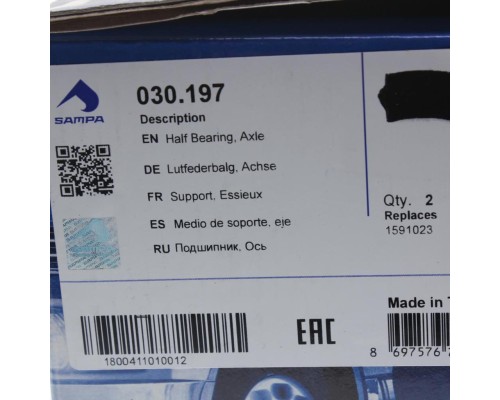 SAMPA
030.197
Description
EN Half Bearing, Axle
DE Lutfederbalg, Achse
FR Support, Essieux
ES Medio de soporte, eje
RU Подшипник, Ось
Qty. 2
Replaces
1591023
Made in
EAC
1800411010012
8 697576